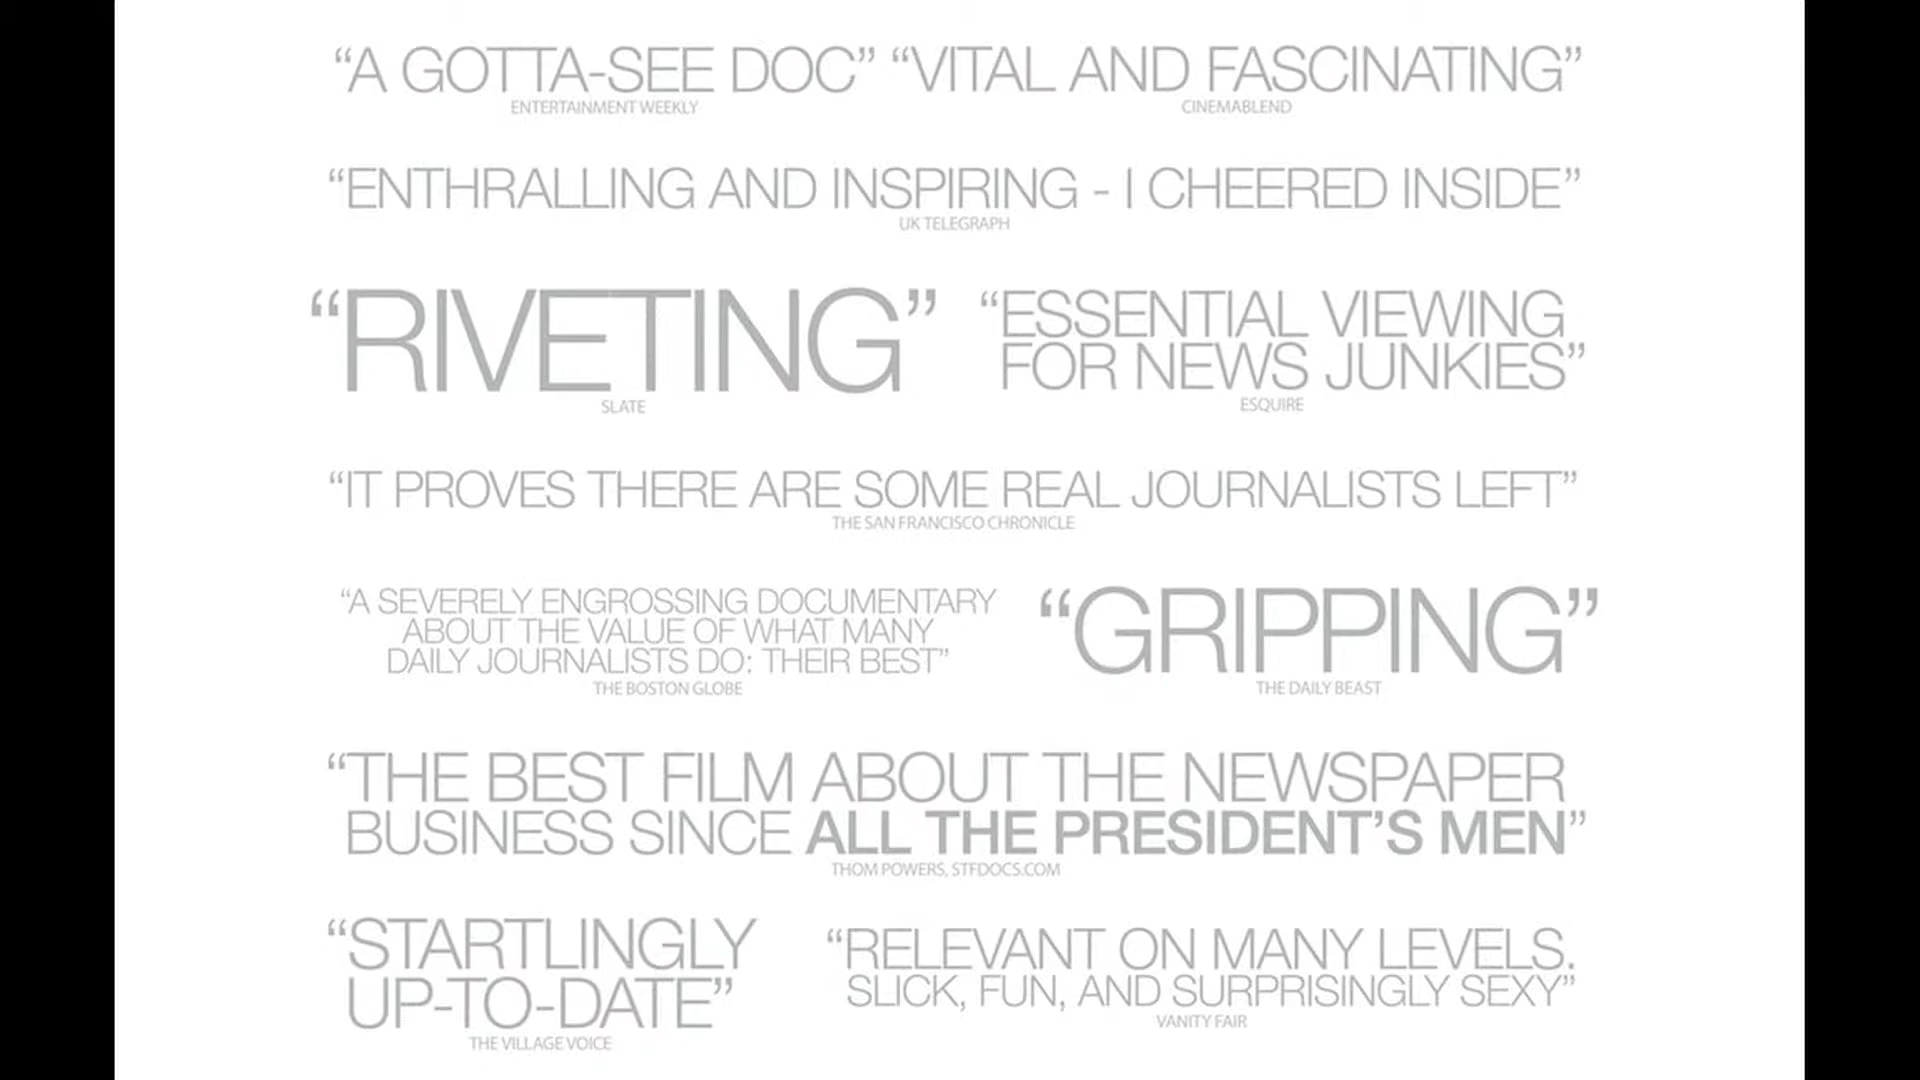 “A GOTTA-SEE DOC” “VITAL AND FASCINATING”
ENTERTAINMENT WEEKLY CINEMABLEND
“ENTHRALLING AND INSPIRING - I CHEERED INSIDE”
UK TELEGRAPH
“RIVETING”
SLATE
“ESSENTIAL VIEWING
FOR NEWS JUNKIES”
ESQUIRE
“IT PROVES THERE ARE SOME REAL JOURNALISTS LEFT”
THE SAN FRANCISCO CHRONICLE
“A SEVERELY ENGROSSING DOCUMENTARY
ABOUT THE VALUE OF WHAT MANY
DAILY JOURNALISTS DO: THEIR BEST”
THE BOSTON GLOBE
“GRIPPING”
THE DAILY BEAST
“THE BEST FILM ABOUT THE NEWSPAPER
BUSINESS SINCE ALL THE PRESIDENT’S MEN”
THOM POWERS, STFDOCS.COM
“STARTLINGLY
UP-TO-DATE”
THE VILLAGE VOICE
“RELEVANT ON MANY LEVELS.
SLICK, FUN, AND SURPRISINGLY SEXY”
VANITY FAIR